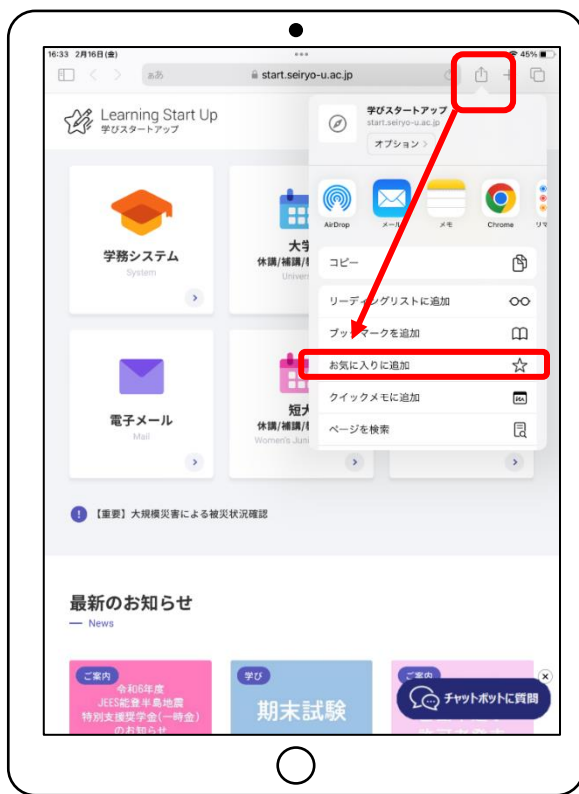 16:33 2月16日(金)
45%
ああ
start.seiryo-u.ac.jp
Learning Start Up
学びスタートアップ
学びスタートアップ
start.seiryo-u.ac.jp
オプション
AirDrop
メール
メモ
Chrome
リマ
コピー
リーディングリストに追加
ブックマークを追加
お気に入りに追加
クイックメモに追加
ページを検索
学務システム
System
大学
休講/補講/
Univer
電子メール
Mail
短大
休講/補講/
Women's Juni
【重要】大規模災害による被災状況確認
最新のお知らせ
News
ご案内
令和6年度
JEES能登半島地震
特別支援奨学金(一時金)
のお知らせ
学び
期末試験
ご案内
チャットボットに質問